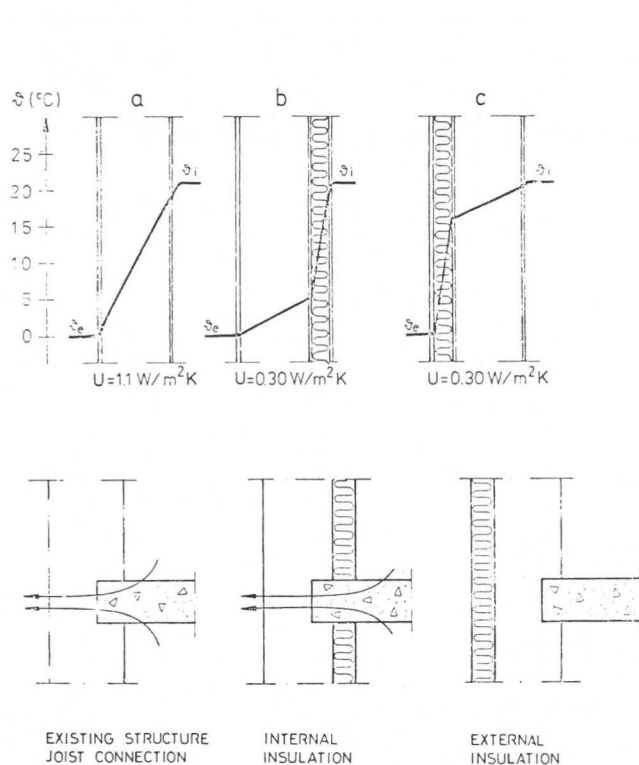 ϑ (°C) a b c
25
20
15
10
5
0
ϑi ϑi ϑi
ϑe ϑe ϑe
U=1.1 W/m²K U=0.30 W/m²K U=0.30 W/m²K
EXISTING STRUCTURE
JOIST CONNECTION
INTERNAL
INSULATION
EXTERNAL
INSULATION